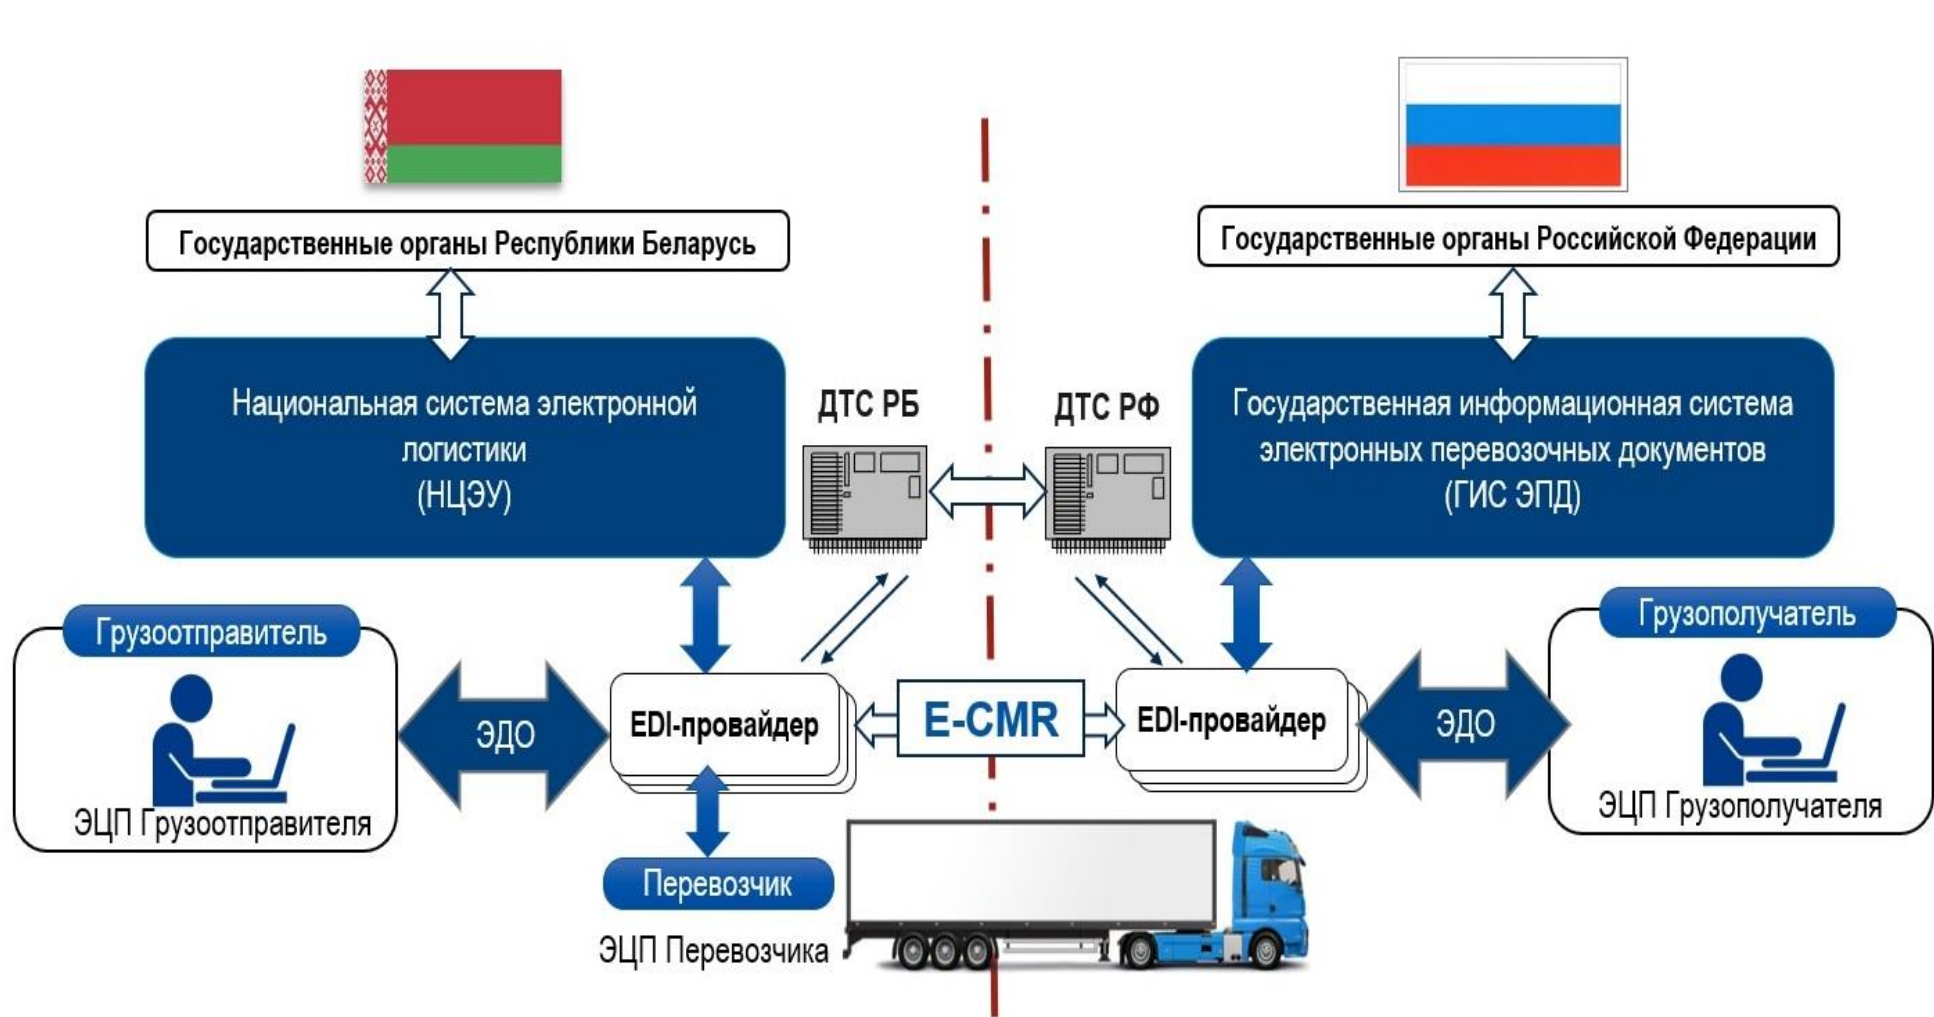 Государственные органы Республики Беларусь
Государственные органы Российской Федерации
Национальная система электронной
логистики
(НЦЭУ)
ДТС РБ
ДТС РФ
Государственная информационная система
электронных перевозочных документов
(ГИС ЭПД)
Грузоотправитель
ЭЦП Грузоотправителя
ЭДО
EDI-провайдер
E-CMR
EDI-провайдер
ЭДО
Грузополучатель
ЭЦП Грузополучателя
Перевозчик
ЭЦП Перевозчика